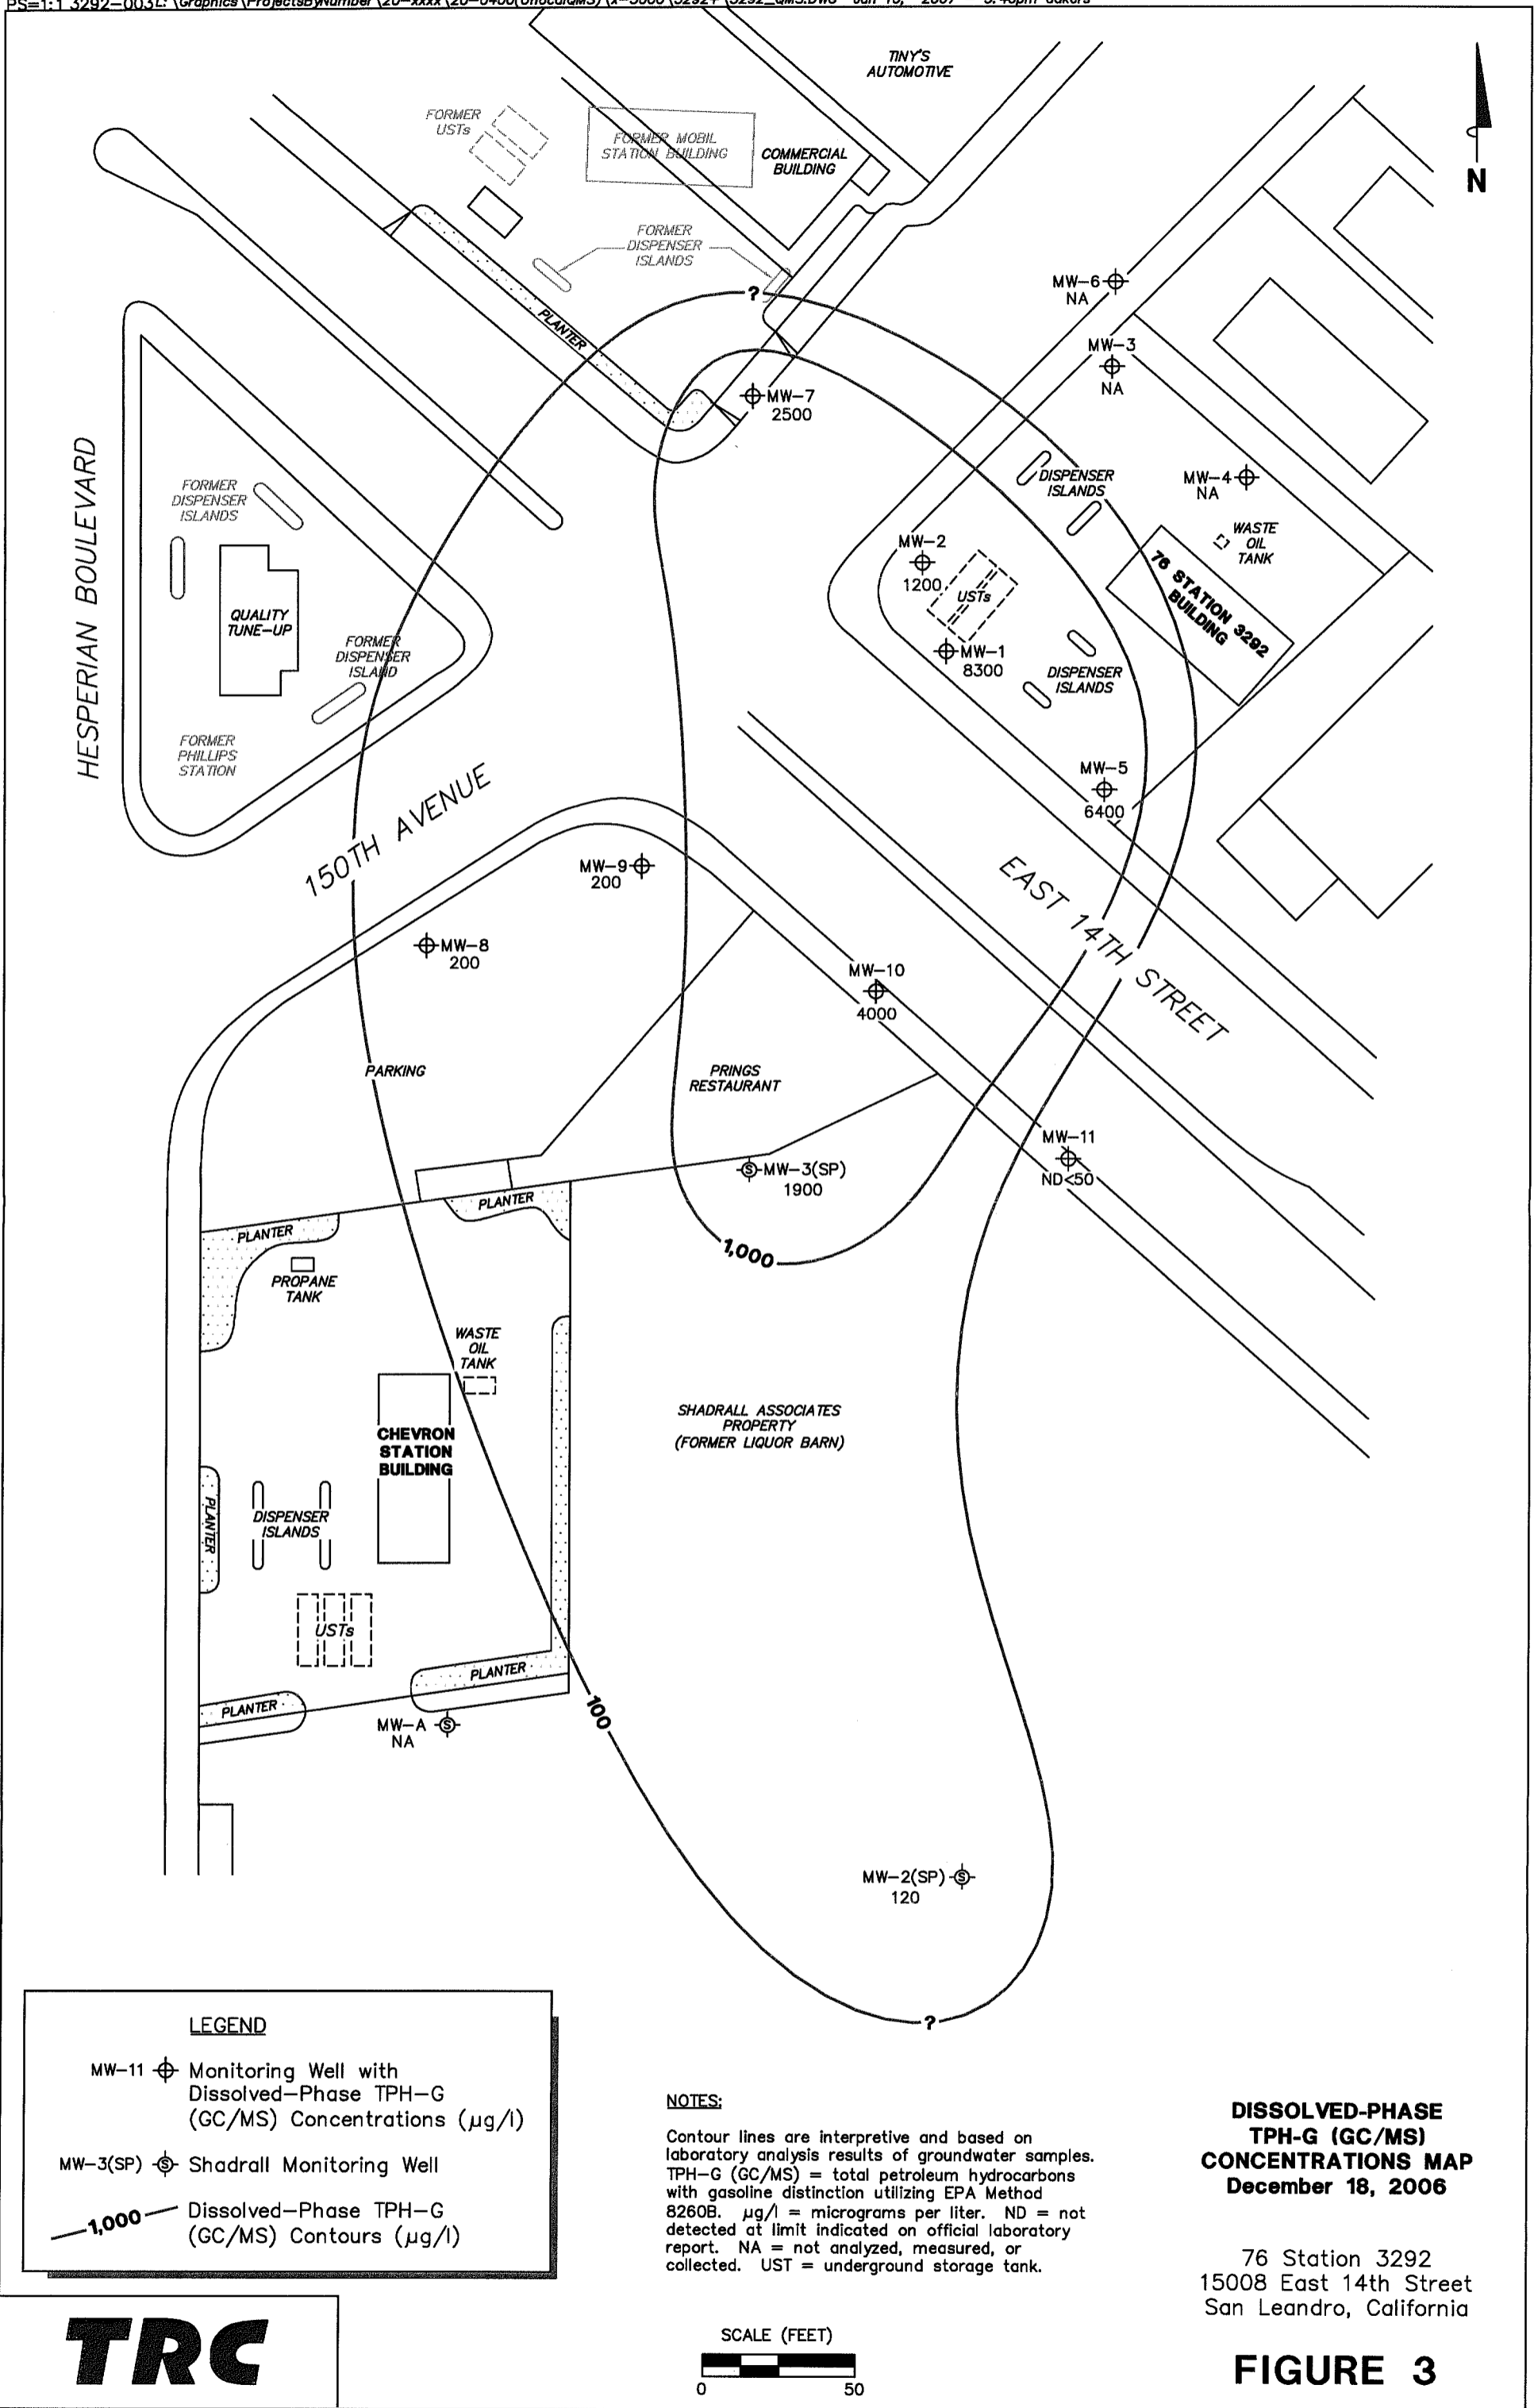 PS=1:1 3292-003
TINY'S
AUTOMOTIVE
FORMER
USTs
FORMER MOBIL
STATION BUILDING
COMMERCIAL
BUILDING
N
FORMER
DISPENSER
ISLANDS
?
PLANTER
MW-6
NA
MW-3
NA
MW-7
2500
HESPERIAN BOULEVARD
FORMER
DISPENSER
ISLANDS
DISPENSER
ISLANDS
MW-4
NA
WASTE
OIL
TANK
MW-2
1200
USTs
76 STATION 3292
BUILDING
QUALITY
TUNE-UP
FORMER
DISPENSER
ISLAND
MW-1
8300
DISPENSER
ISLANDS
FORMER
PHILLIPS
STATION
MW-5
6400
150TH AVENUE
MW-9
200
EAST 14TH STREET
MW-8
200
MW-10
4000
PARKING
PRINGS
RESTAURANT
MW-11
ND<50
MW-3(SP)
1900
PLANTER
PLANTER
1,000
PROPANE
TANK
WASTE
OIL
TANK
SHADRALL ASSOCIATES
PROPERTY
(FORMER LIQUOR BARN)
CHEVRON
STATION
BUILDING
PLANTER
DISPENSER
ISLANDS
USTs
PLANTER
PLANTER
100
MW-A
NA
MW-2(SP)
120
?
LEGEND
MW-11 Monitoring Well with
Dissolved-Phase TPH-G
(GC/MS) Concentrations (µg/l)
MW-3(SP) S Shadrall Monitoring Well
1,000 Dissolved-Phase TPH-G
(GC/MS) Contours (µg/l)
NOTES:
Contour lines are interpretive and based on
laboratory analysis results of groundwater samples.
TPH-G (GC/MS) = total petroleum hydrocarbons
with gasoline distinction utilizing EPA Method
8260B. µg/l = micrograms per liter. ND = not
detected at limit indicated on official laboratory
report. NA = not analyzed, measured, or
collected. UST = underground storage tank.
DISSOLVED-PHASE
TPH-G (GC/MS)
CONCENTRATIONS MAP
December 18, 2006
76 Station 3292
15008 East 14th Street
San Leandro, California
SCALE (FEET)
0 50
TRC
FIGURE 3